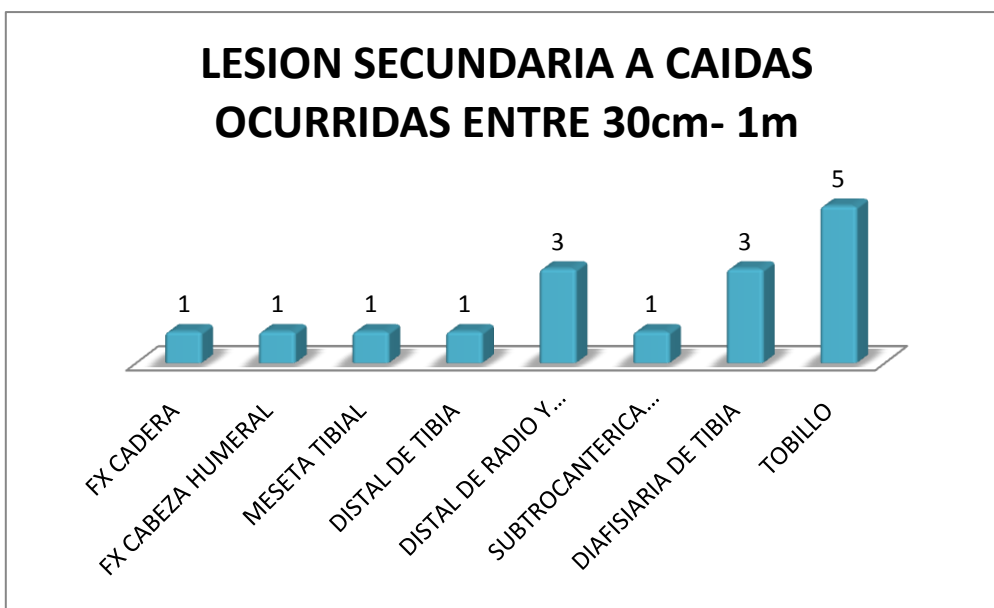 LESION SECUNDARIA A CAIDAS
OCURRIDAS ENTRE 30cm- 1m
1
1
1
1
3
1
3
5
FX CADERA
FX CABEZA HUMERAL
MESETA TIBIAL
DISTAL DE TIBIA
DISTAL DE RADIO Y...
SUBTROCANTERICA...
DIAFISIARIA DE TIBIA
TOBILLO